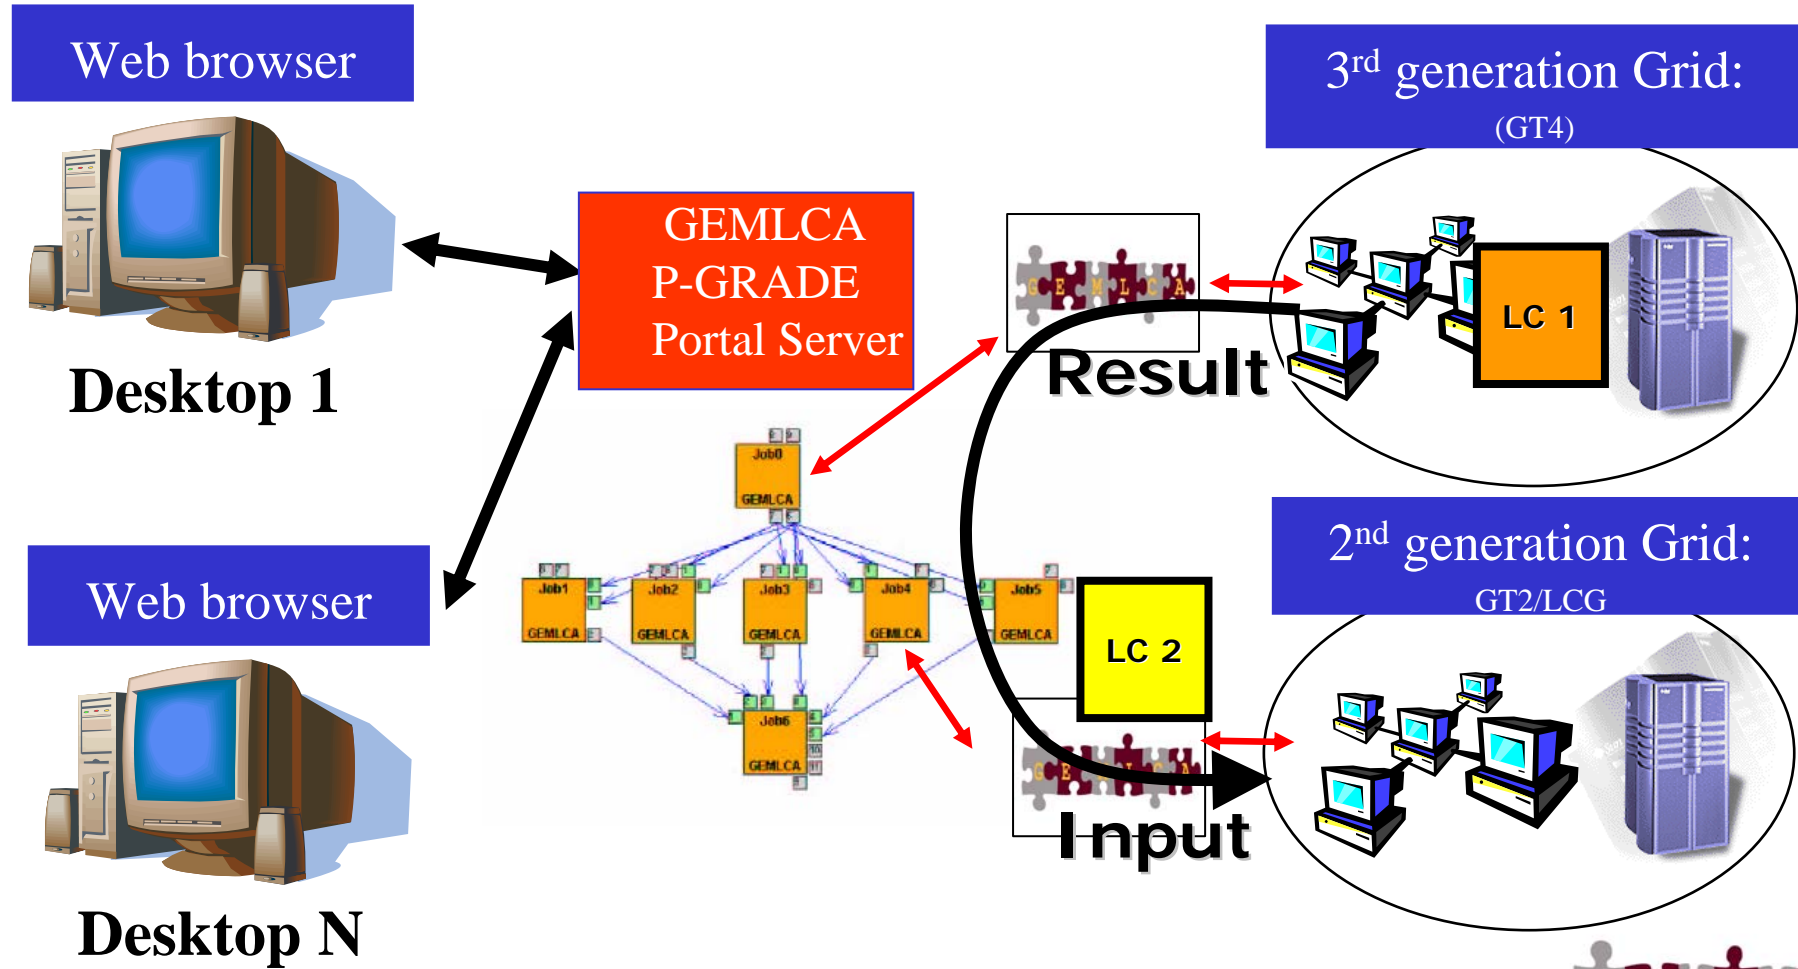 Web browser
Desktop 1
Web browser
Desktop N
GEMLCA
P-GRADE
Portal Server
Job0
GEMLCA
Job1
GEMLCA
Job2
GEMLCA
Job3
GEMLCA
Job4
GEMLCA
Job5
GEMLCA
Job6
GEMLCA
GEMLCA
Result
LC 2
Input
3rd generation Grid:
(GT4)
LC 1
2nd generation Grid:
GT2/LCG